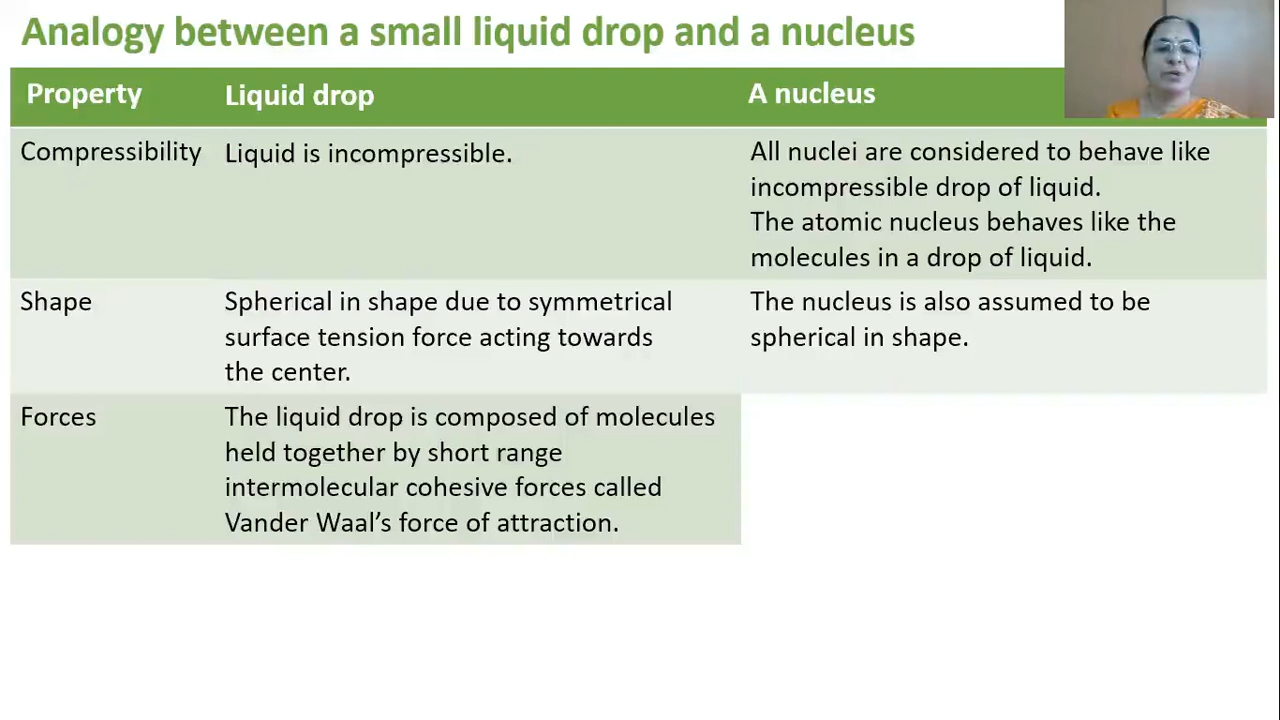 Analogy between a small liquid drop and a nucleus
Property
Liquid drop
A nucleus
Compressibility
Liquid is incompressible.
All nuclei are considered to behave like
incompressible drop of liquid.
The atomic nucleus behaves like the
molecules in a drop of liquid.
Shape
Spherical in shape due to symmetrical
surface tension force acting towards
the center.
The nucleus is also assumed to be
spherical in shape.
Forces
The liquid drop is composed of molecules
held together by short range
intermolecular cohesive forces called
Vander Waal’s force of attraction.